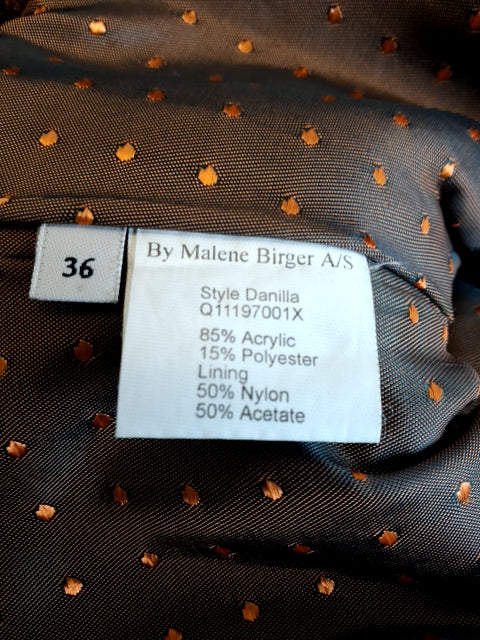 36
By Malene Birger A/S
Style Danilla
Q11197001X
85% Acrylic
15% Polyester
Lining
50% Nylon
50% Acetate